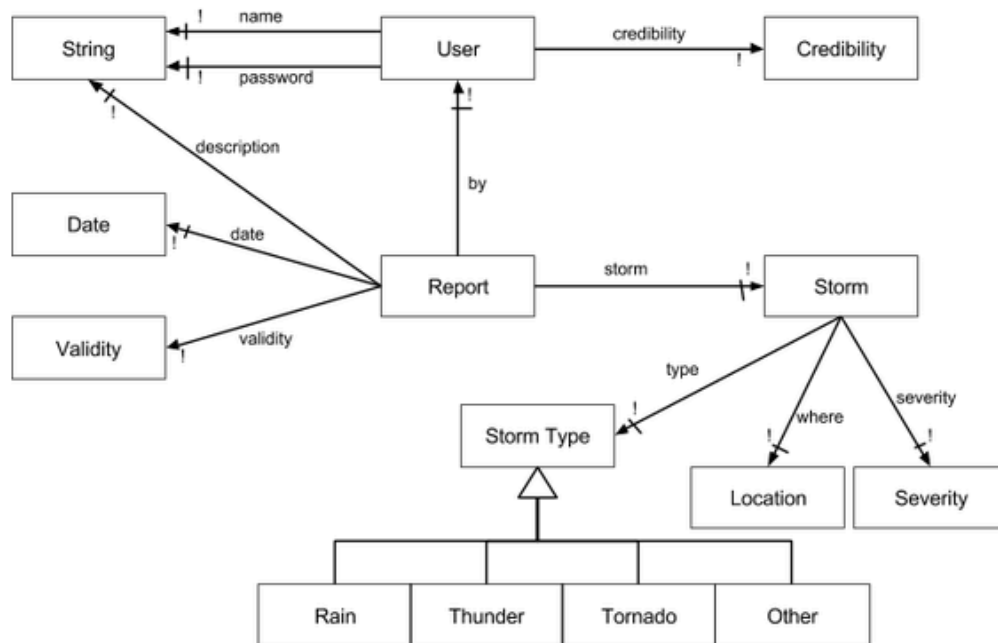 ! name
String
User
credibility
Credibility
!
! password
!
!
description
by
Date
!
date
Report
storm
!
Storm
Validity
!
validity
type
!
Storm Type
where
!
severity
!
Location
Severity
Rain
Thunder
Tornado
Other